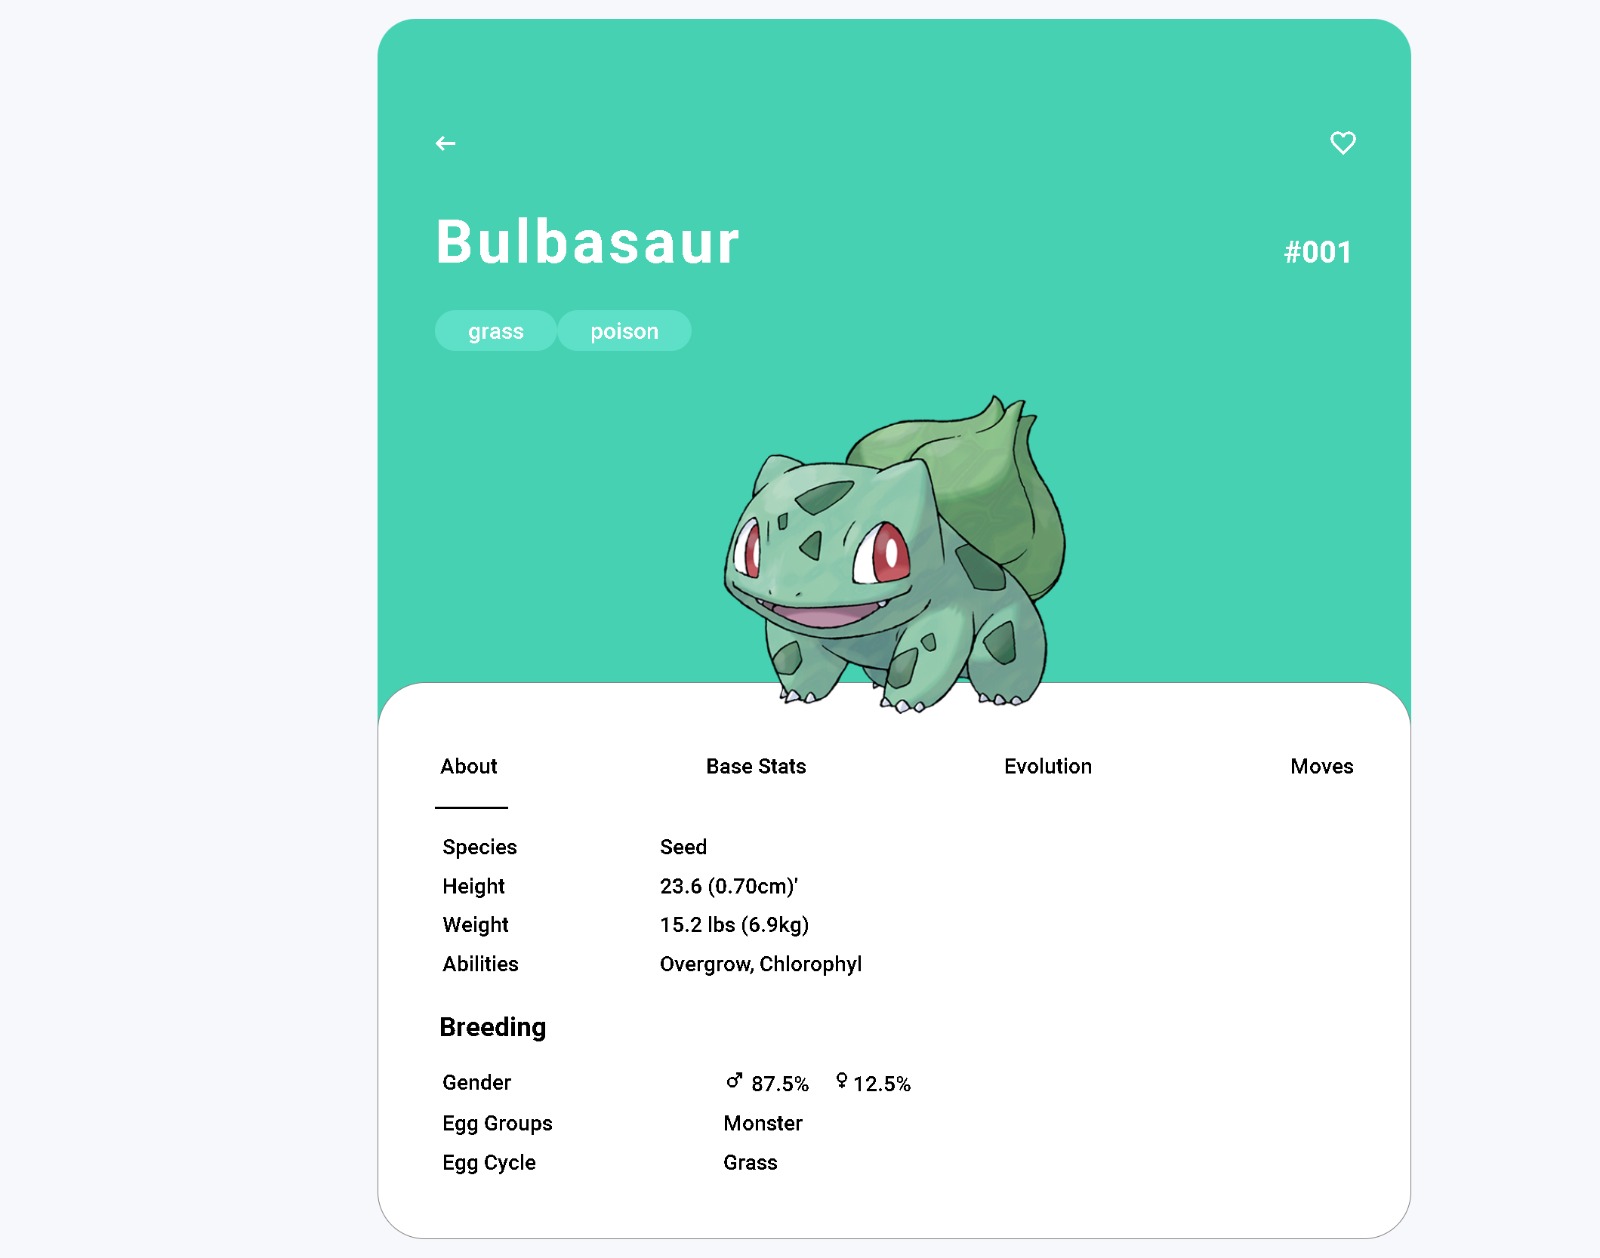 Bulbasaur
#001
grass poison
About Base Stats Evolution Moves
Species Seed
Height 23.6 (0.70cm)'
Weight 15.2 lbs (6.9kg)
Abilities Overgrow, Chlorophyl
Breeding
Gender ♂ 87.5% ♀ 12.5%
Egg Groups Monster
Egg Cycle Grass